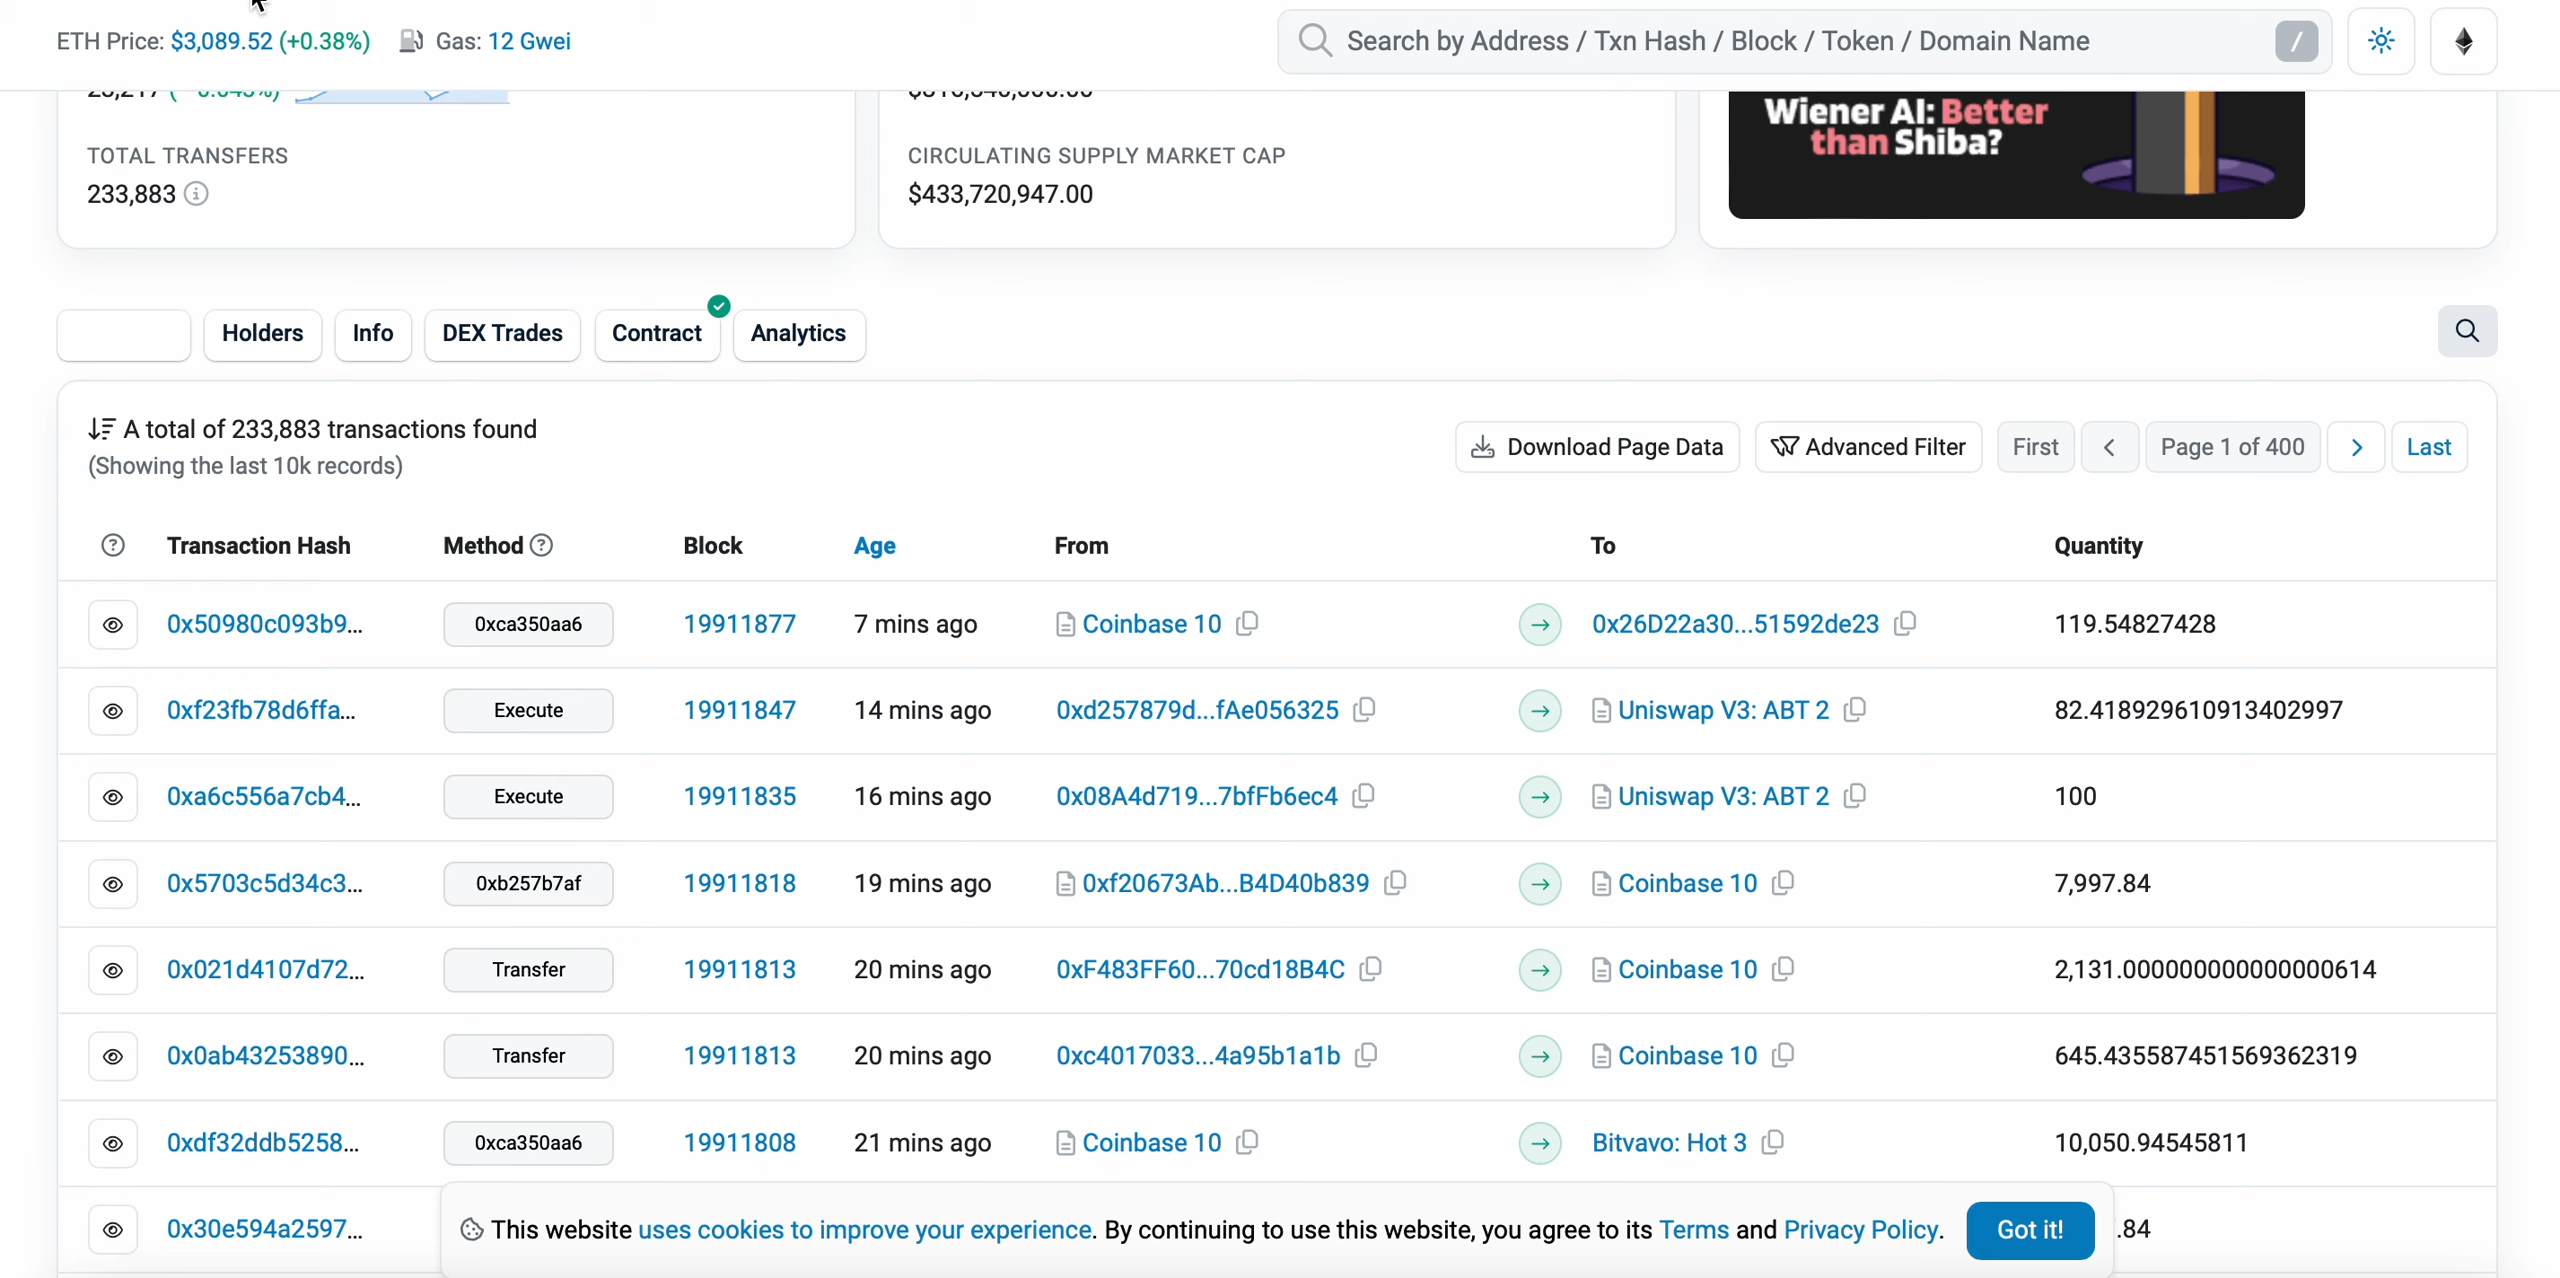 ETH Price: $3,089.52 (+0.38%) Gas: 12 Gwei
Search by Address / Txn Hash / Block / Token / Domain Name /
Wiener AI: Better
than Shiba?
TOTAL TRANSFERS
233,883
CIRCULATING SUPPLY MARKET CAP
$433,720,947.00
Holders Info DEX Trades Contract Analytics
A total of 233,883 transactions found
(Showing the last 10k records)
Download Page Data Advanced Filter First Page 1 of 400 Last
Transaction Hash Method Block Age From To Quantity
0x50980c093b9... 0xca350aa6 19911877 7 mins ago Coinbase 10 0x26D22a30...51592de23 119.54827428
0xf23fb78d6ffa... Execute 19911847 14 mins ago 0xd257879d...fAe056325 Uniswap V3: ABT 2 82.418929610913402997
0xa6c556a7cb4... Execute 19911835 16 mins ago 0x08A4d719...7bfFb6ec4 Uniswap V3: ABT 2 100
0x5703c5d34c3... 0xb257b7af 19911818 19 mins ago 0xf20673Ab...B4D40b839 Coinbase 10 7,997.84
0x021d4107d72... Transfer 19911813 20 mins ago 0xF483FF60...70cd18B4C Coinbase 10 2,131.000000000000000614
0x0ab43253890... Transfer 19911813 20 mins ago 0xc4017033...4a95b1a1b Coinbase 10 645.435587451569362319
0xdf32ddb5258... 0xca350aa6 19911808 21 mins ago Coinbase 10 Bitvavo: Hot 3 10,050.94545811
0x30e594a2597... .84
This website uses cookies to improve your experience. By continuing to use this website, you agree to its Terms and Privacy Policy. Got it!